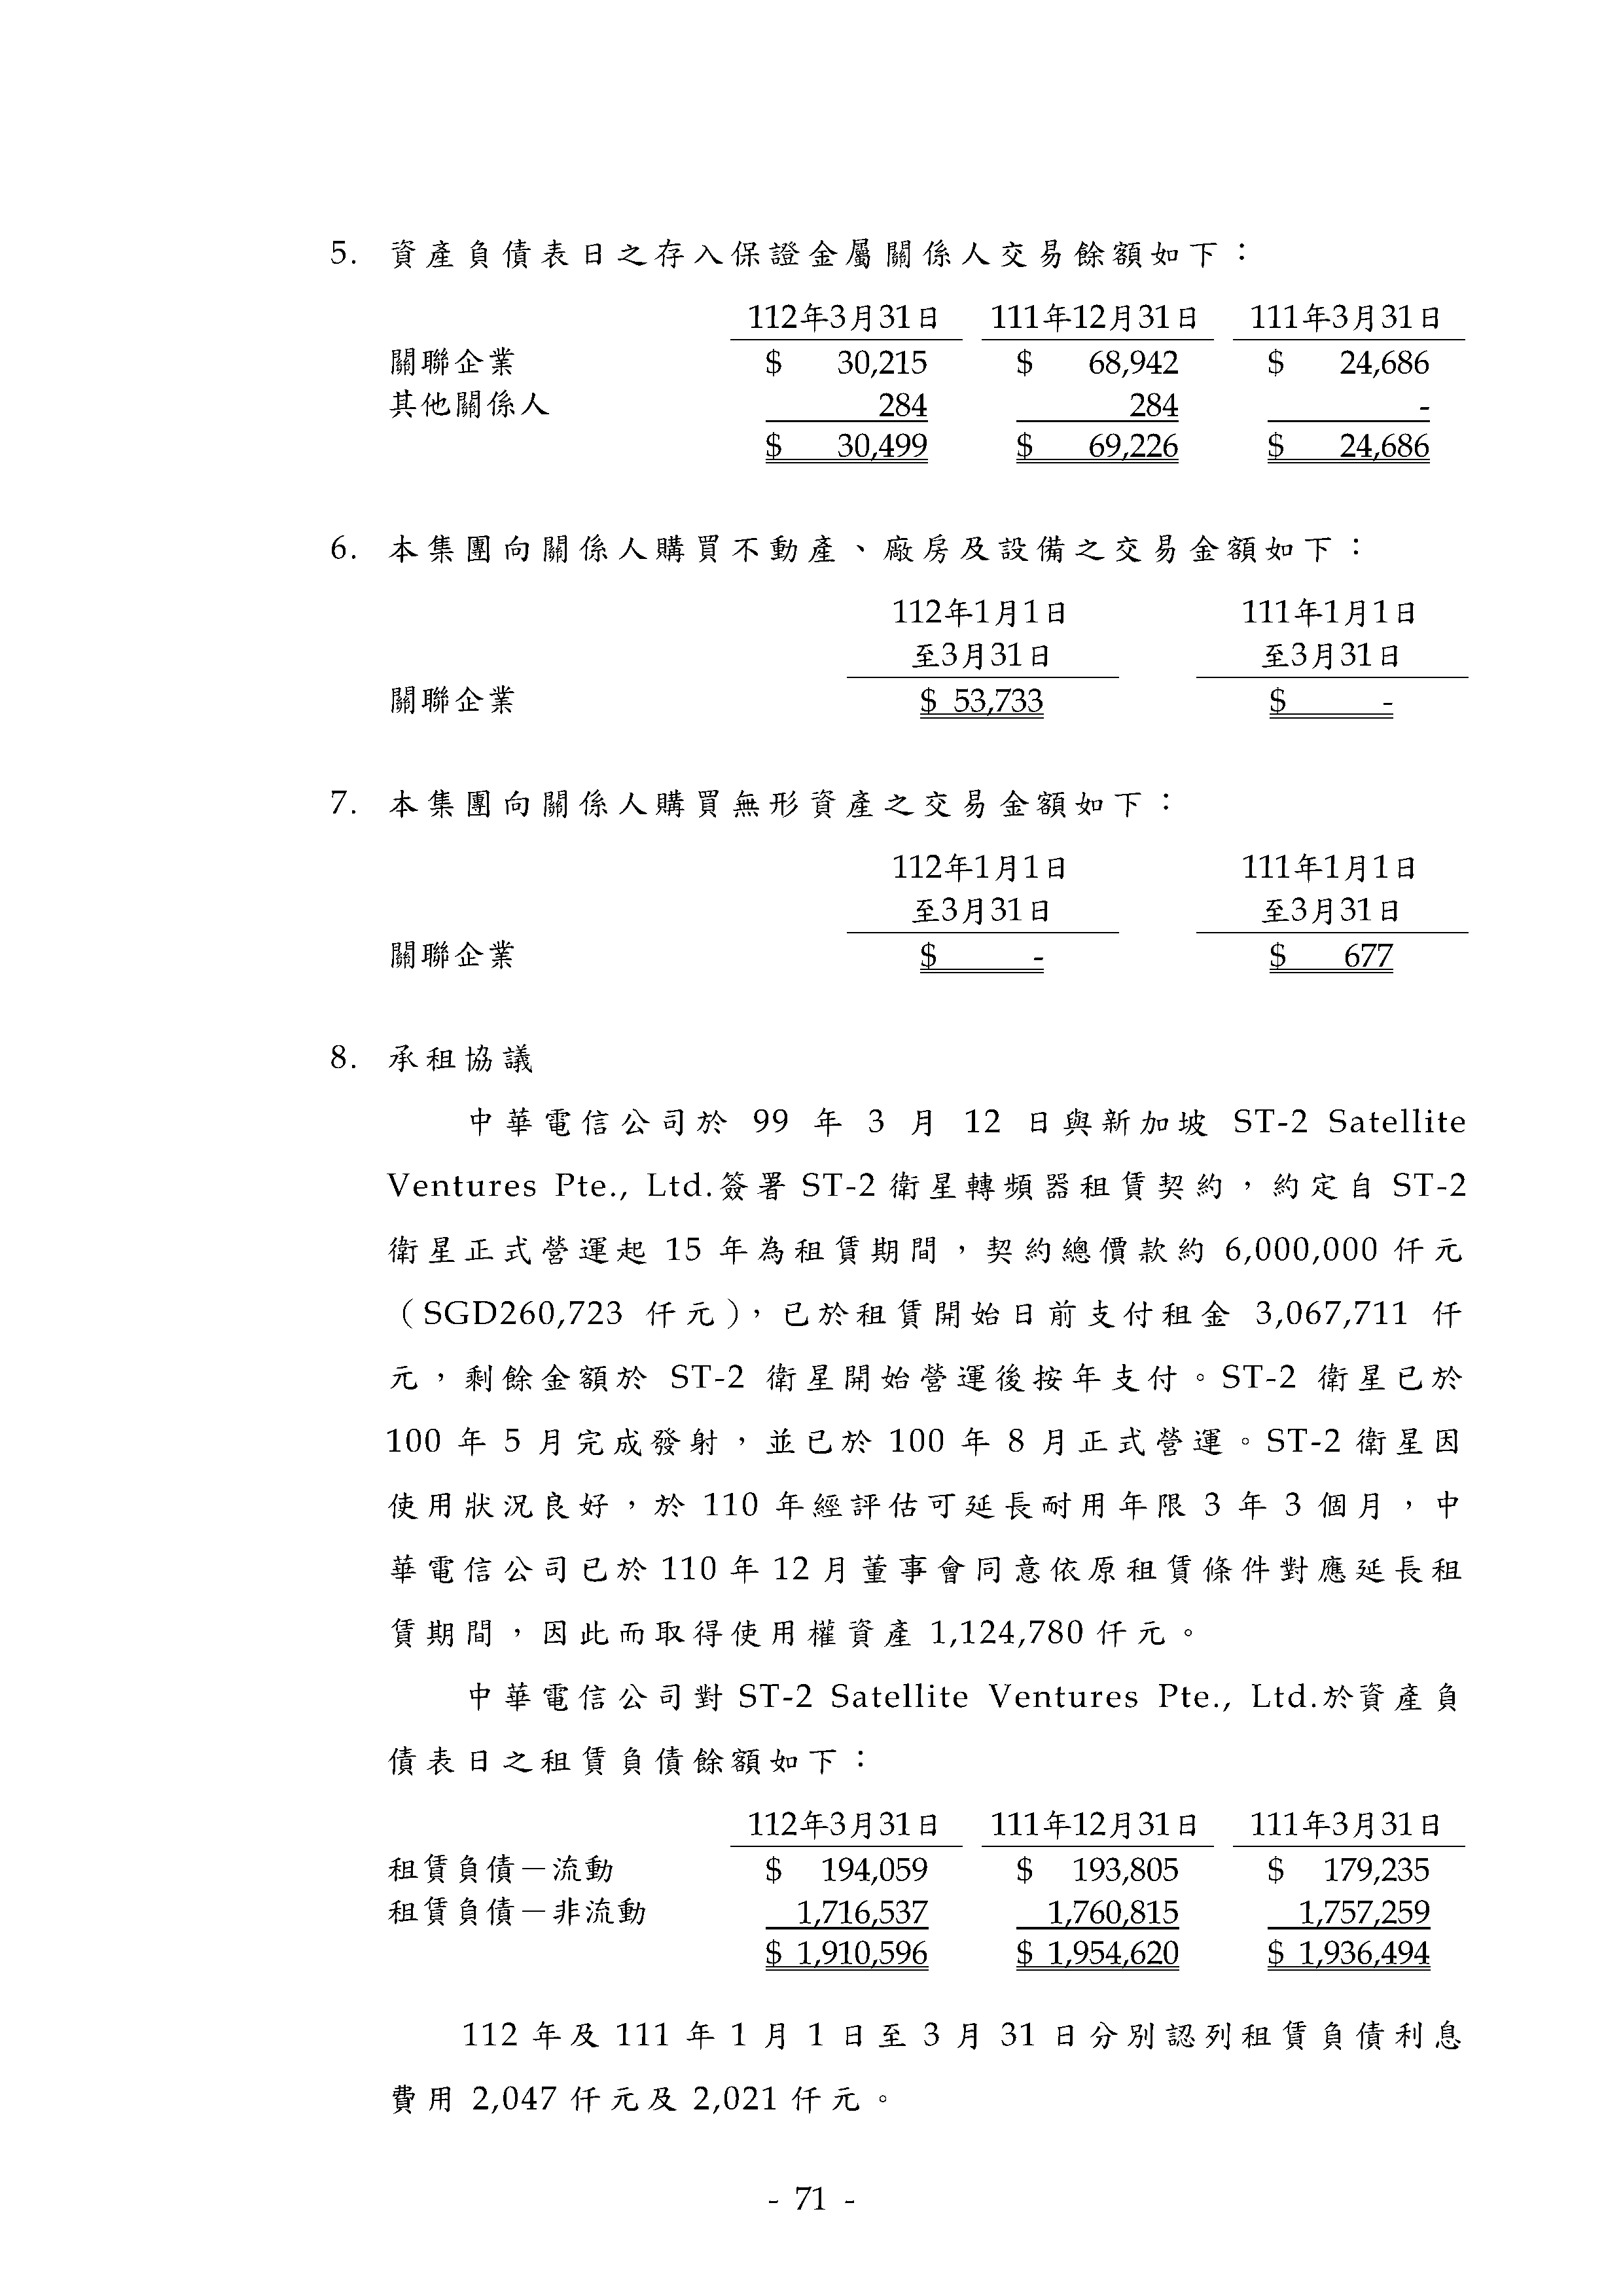 5. 資產負債表日之存入保證金屬關係人交易餘額如下：
112年3月31日 111年12月31日 111年3月31日
關聯企業 $ 30,215 $ 68,942 $ 24,686
其他關係人 284 284 -
$ 30,499 $ 69,226 $ 24,686
6. 本集團向關係人購買不動產、廠房及設備之交易金額如下：
112年1月1日 111年1月1日
至3月31日 至3月31日
關聯企業 $ 53,733 $ -
7. 本集團向關係人購買無形資產之交易金額如下：
112年1月1日 111年1月1日
至3月31日 至3月31日
關聯企業 $ - $ 677
8. 承租協議
中華電信公司於 99 年 3 月 12 日與新加坡 ST-2 Satellite
Ventures Pte., Ltd.簽署 ST-2 衛星轉頻器租賃契約，約定自 ST-2
衛星正式營運起 15 年為租賃期間，契約總價款約 6,000,000 仟元
（SGD260,723 仟元），已於租賃開始日前支付租金 3,067,711 仟
元，剩餘金額於 ST-2 衛星開始營運後按年支付。ST-2 衛星已於
100 年 5 月完成發射，並已於 100 年 8 月正式營運。ST-2 衛星因
使用狀況良好，於 110 年經評估可延長耐用年限 3 年 3 個月，中
華電信公司已於 110 年 12 月董事會同意依原租賃條件對應延長租
賃期間，因此而取得使用權資產 1,124,780 仟元。
中華電信公司對 ST-2 Satellite Ventures Pte., Ltd.於資產負
債表日之租賃負債餘額如下：
112年3月31日 111年12月31日 111年3月31日
租賃負債－流動 $ 194,059 $ 193,805 $ 179,235
租賃負債－非流動 1,716,537 1,760,815 1,757,259
$ 1,910,596 $ 1,954,620 $ 1,936,494
112 年及 111 年 1 月 1 日至 3 月 31 日分別認列租賃負債利息
費用 2,047 仟元及 2,021 仟元。
- 71 -